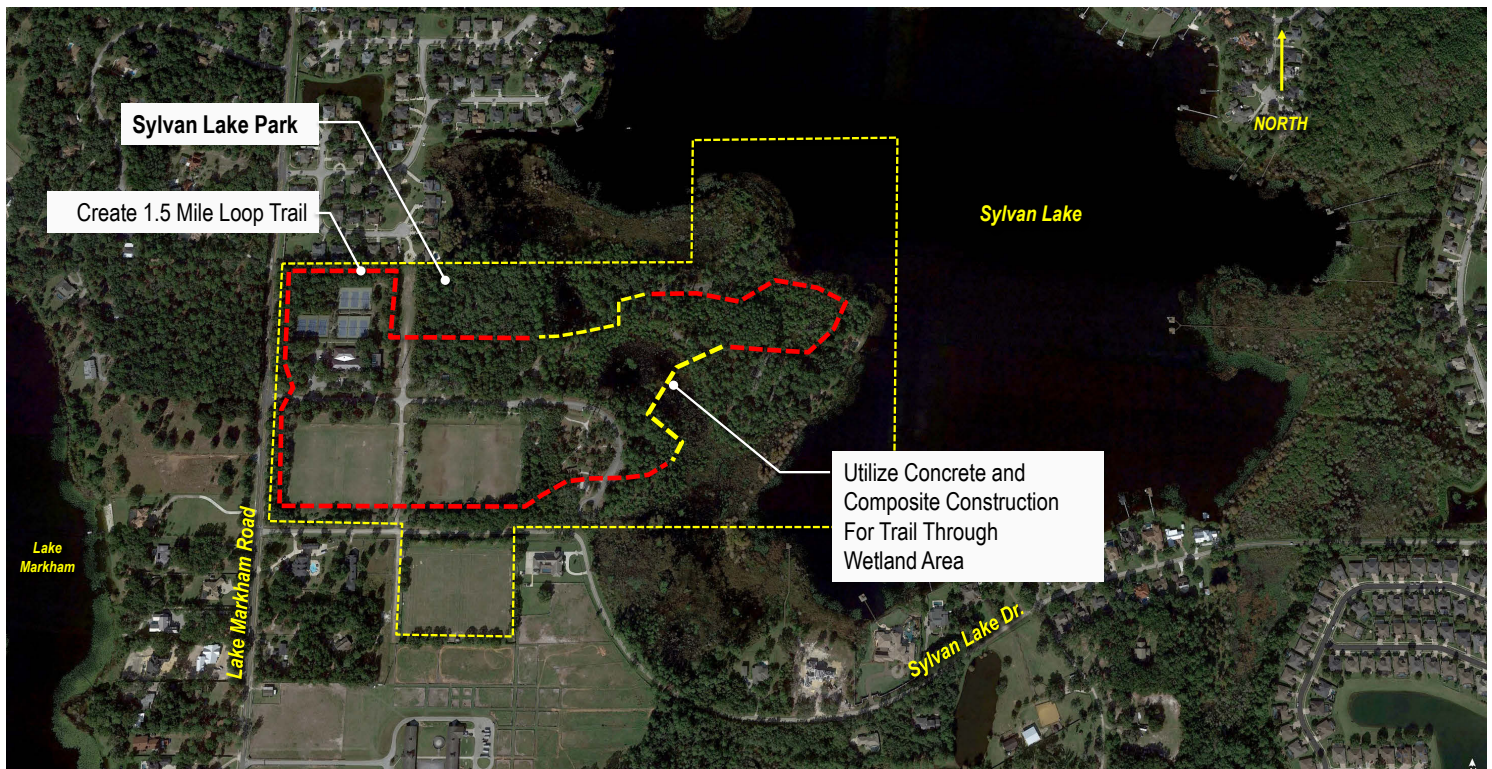 NORTH
Sylvan Lake Park
Create 1.5 Mile Loop Trail
Sylvan Lake
Utilize Concrete and
Composite Construction
For Trail Through
Wetland Area
Lake
Markham
Lake Markham Road
Sylvan Lake Dr.